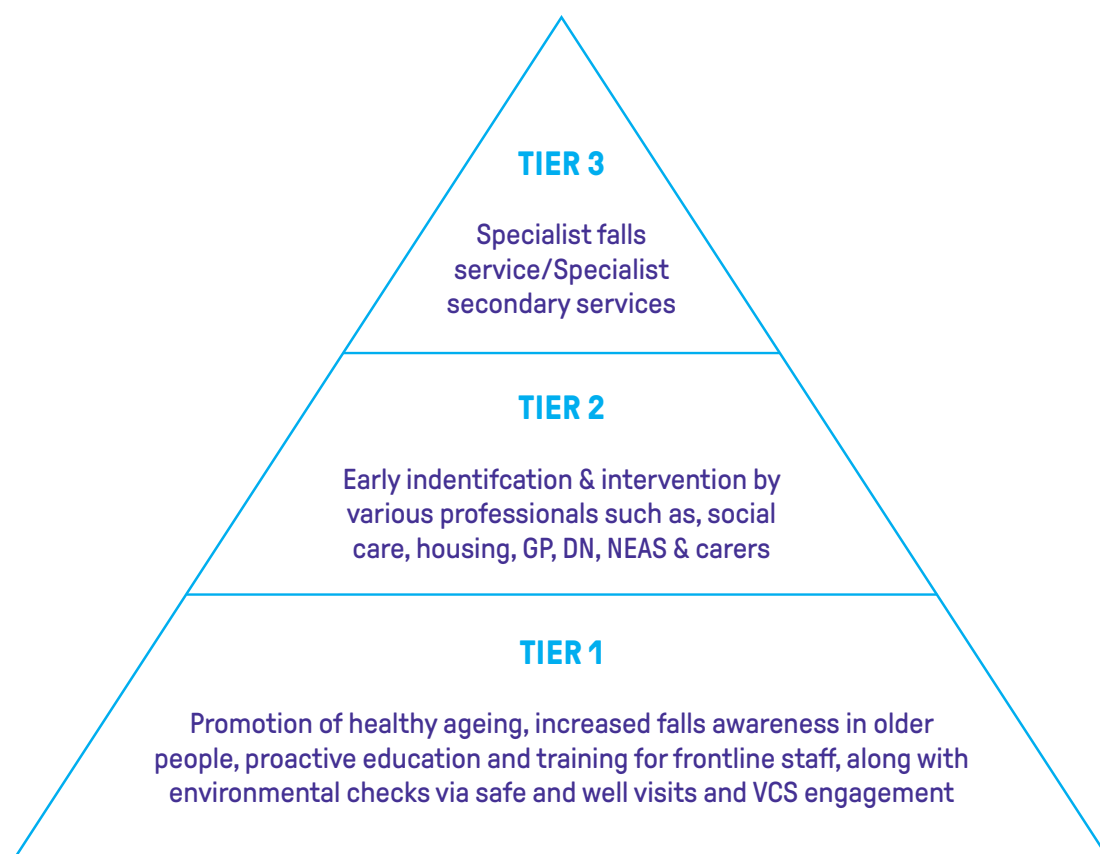 TIER 3
Specialist falls
service/Specialist
secondary services
TIER 2
Early indentifcation & intervention by
various professionals such as, social
care, housing, GP, DN, NEAS & carers
TIER 1
Promotion of healthy ageing, increased falls awareness in older
people, proactive education and training for frontline staff, along with
environmental checks via safe and well visits and VCS engagement